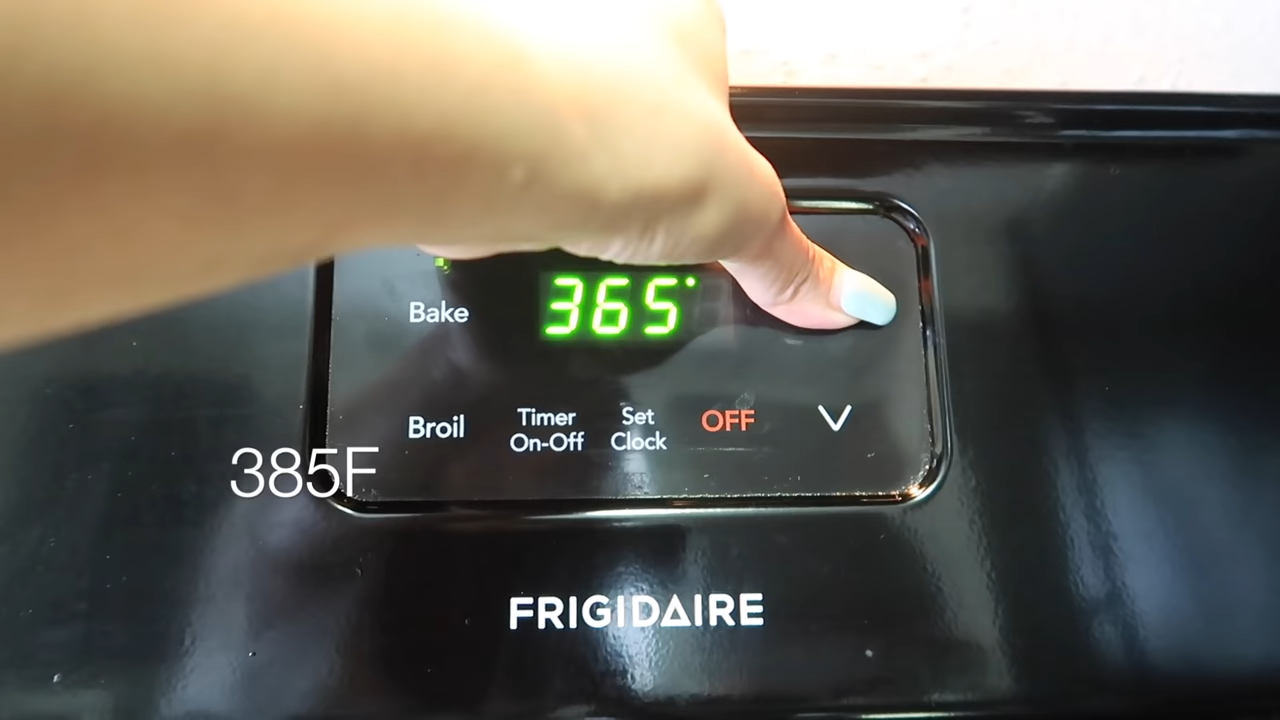 365°
Bake
Broil
Timer
On-Off
Set
Clock
OFF
385F
FRIGIDAIRE